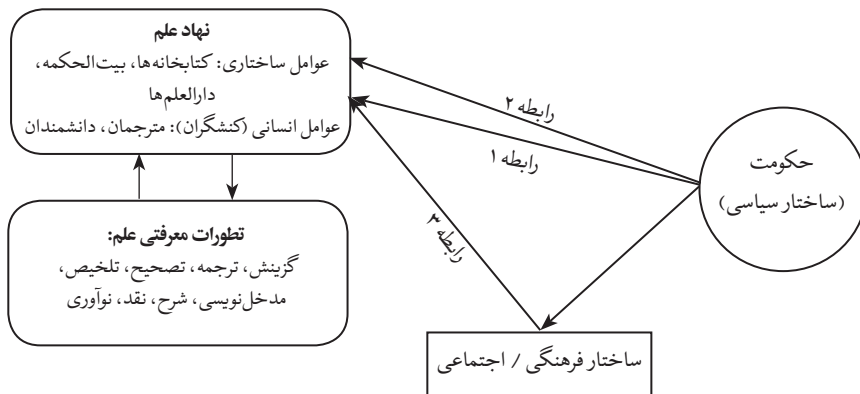 نهاد علم
عوامل ساختاری: کتابخانه‌ها، بیت‌الحکمه،
دارالعلم‌ها
عوامل انسانی (کنشگران): مترجمان، دانشمندان
رابطه ۲
رابطه ۱
رابطه ۳
حکومت
(ساختار سیاسی)
تطورات معرفتی علم:
گزینش، ترجمه، تصحیح، تلخیص،
مدخل‌نویسی، شرح، نقد، نوآوری
ساختار فرهنگی / اجتماعی